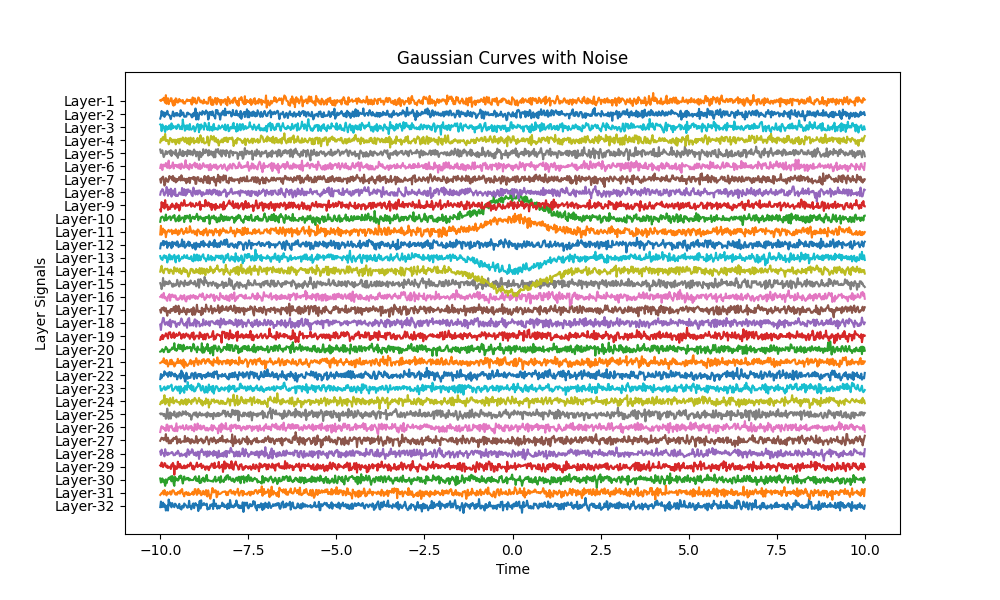 Gaussian Curves with Noise
Layer-1
Layer-2
Layer-3
Layer-4
Layer-5
Layer-6
Layer-7
Layer-8
Layer-9
Layer-10
Layer-11
Layer-12
Layer-13
Layer-14
Layer-15
Layer-16
Layer-17
Layer-18
Layer-19
Layer-20
Layer-21
Layer-22
Layer-23
Layer-24
Layer-25
Layer-26
Layer-27
Layer-28
Layer-29
Layer-30
Layer-31
Layer-32
Layer Signals
−10.0 −7.5 −5.0 −2.5 0.0 2.5 5.0 7.5 10.0
Time